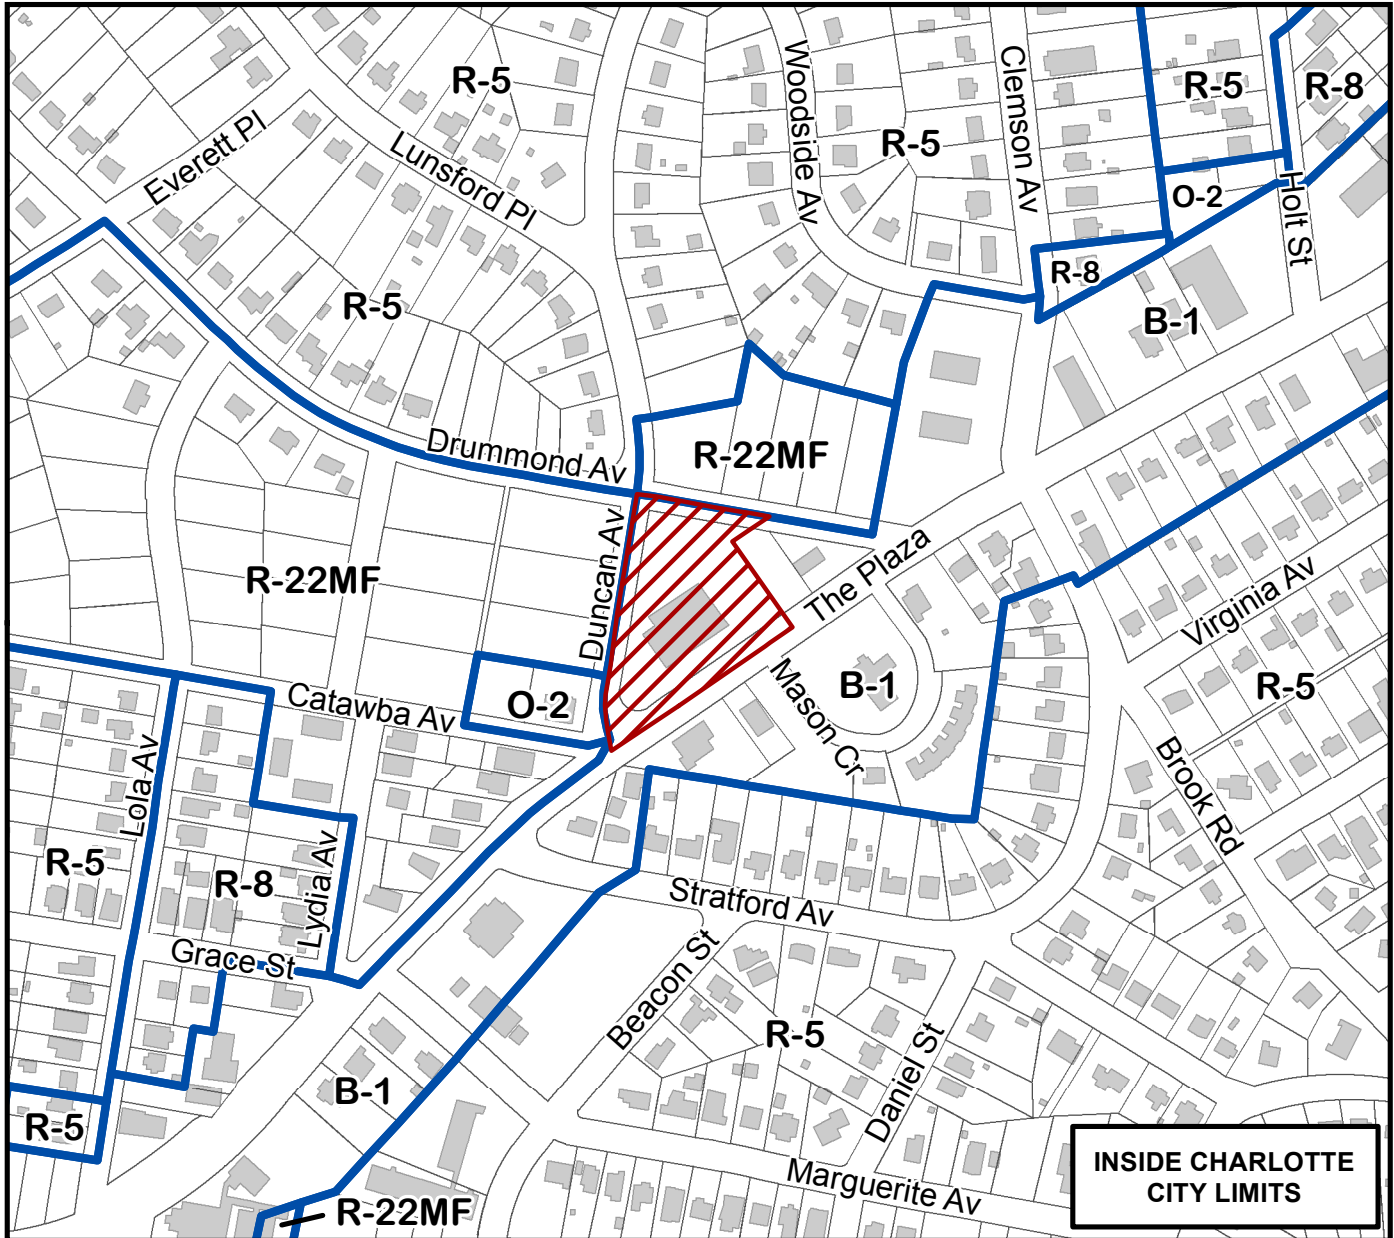 R-5
Woodside Av
Clemson Av
R-5
R-8
Everett Pl
Lunsford Pl
R-5
O-2
Holt St
R-8
R-5
B-1
Drummond Av
R-22MF
Duncan Av
The Plaza
R-22MF
Virginia Av
Catawba Av
O-2
Mason Cr
B-1
R-5
Lola Av
Brook Rd
R-5
R-8
Lydia Av
Stratford Av
Grace St
Beacon St
R-5
Daniel St
B-1
R-5
Marguerite Av
R-22MF
INSIDE CHARLOTTE
CITY LIMITS